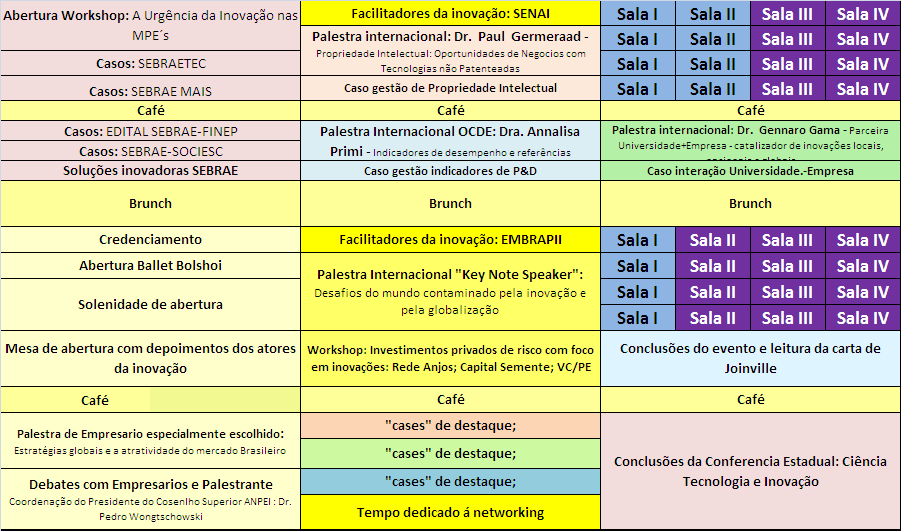 Abertura Workshop: A Urgência da Inovação nas
MPE´s
Casos: SEBRAETEC
Casos: SEBRAE MAIS
Café
Casos: EDITAL SEBRAE-FINEP
Casos: SEBRAE-SOCIESC
Soluções inovadoras SEBRAE
Brunch
Credenciamento
Abertura Ballet Bolshoi
Solenidade de abertura
Mesa de abertura com depoimentos dos atores
da inovação
Café
Palestra de Empresario especialmente escolhido:
Estratégias globais e a atratividade do mercado Brasileiro
Debates com Empresarios e Palestrante
Coordenação do Presidente do Cosenlho Superior ANPEI : Dr.
Pedro Wongtschowski
Facilitadores da inovação: SENAI
Palestra internacional: Dr. Paul Germeraad -
Propriedade Intelectual: Oportunidades de Negocios com
Tecnologias não Patenteadas
Caso gestão de Propriedade Intelectual
Café
Palestra Internacional OCDE: Dra. Annalisa
Primi - Indicadores de desempenho e referências
Caso gestão indicadores de P&D
Brunch
Facilitadores da inovação: EMBRAPII
Palestra Internacional "Key Note Speaker":
Desafios do mundo contaminado pela inovação e
pela globalização
Workshop: Investimentos privados de risco com foco
em inovações: Rede Anjos; Capital Semente; VC/PE
Café
"cases" de destaque;
"cases" de destaque;
"cases" de destaque;
Tempo dedicado á networking
Sala I Sala II Sala III Sala IV
Sala I Sala II Sala III Sala IV
Sala I Sala II Sala III Sala IV
Sala I Sala II Sala III Sala IV
Café
Palestra internacional: Dr. Gennaro Gama - Parceira
Universidade+Empresa - catalizador de inovações locais,
Caso interação Universidade.-Empresa
Brunch
Sala I Sala II Sala III Sala IV
Sala I Sala II Sala III Sala IV
Sala I Sala II Sala III Sala IV
Sala I Sala II Sala III Sala IV
Conclusões do evento e leitura da carta de
Joinville
Café
Conclusões da Conferencia Estadual: Ciência
Tecnologia e Inovação